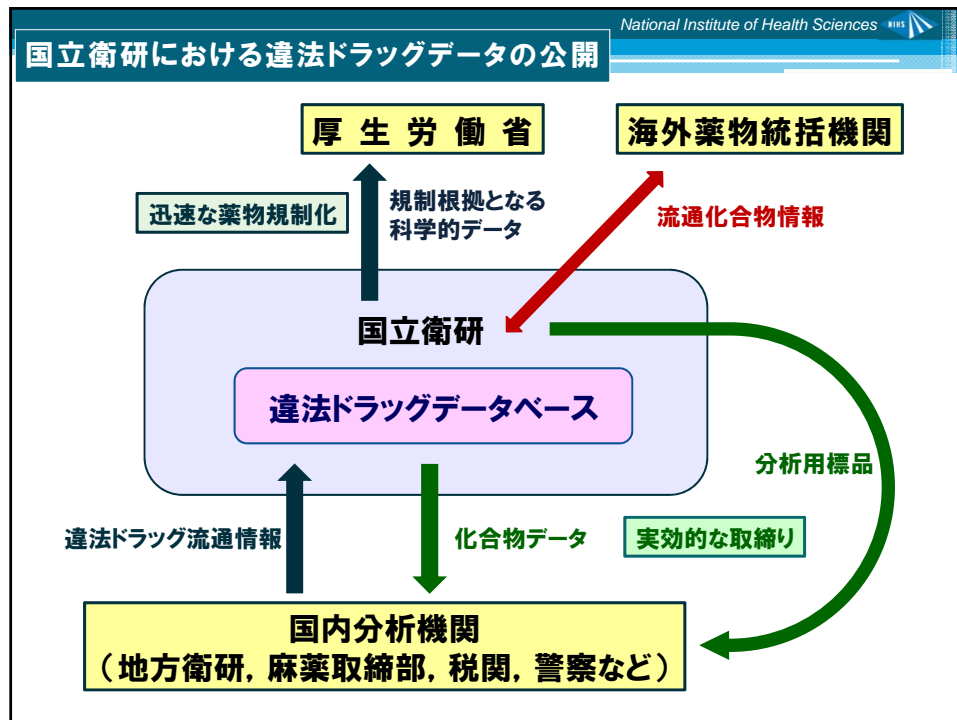 National Institute of Health Sciences
NIHS
国立衛研における違法ドラッグデータの公開
厚生労働省
海外薬物統括機関
迅速な薬物規制化
規制根拠となる
科学的データ
流通化合物情報
国立衛研
違法ドラッグデータベース
分析用標品
違法ドラッグ流通情報
化合物データ
実効的な取締り
国内分析機関
(地方衛研, 麻薬取締部, 税関, 警察など)